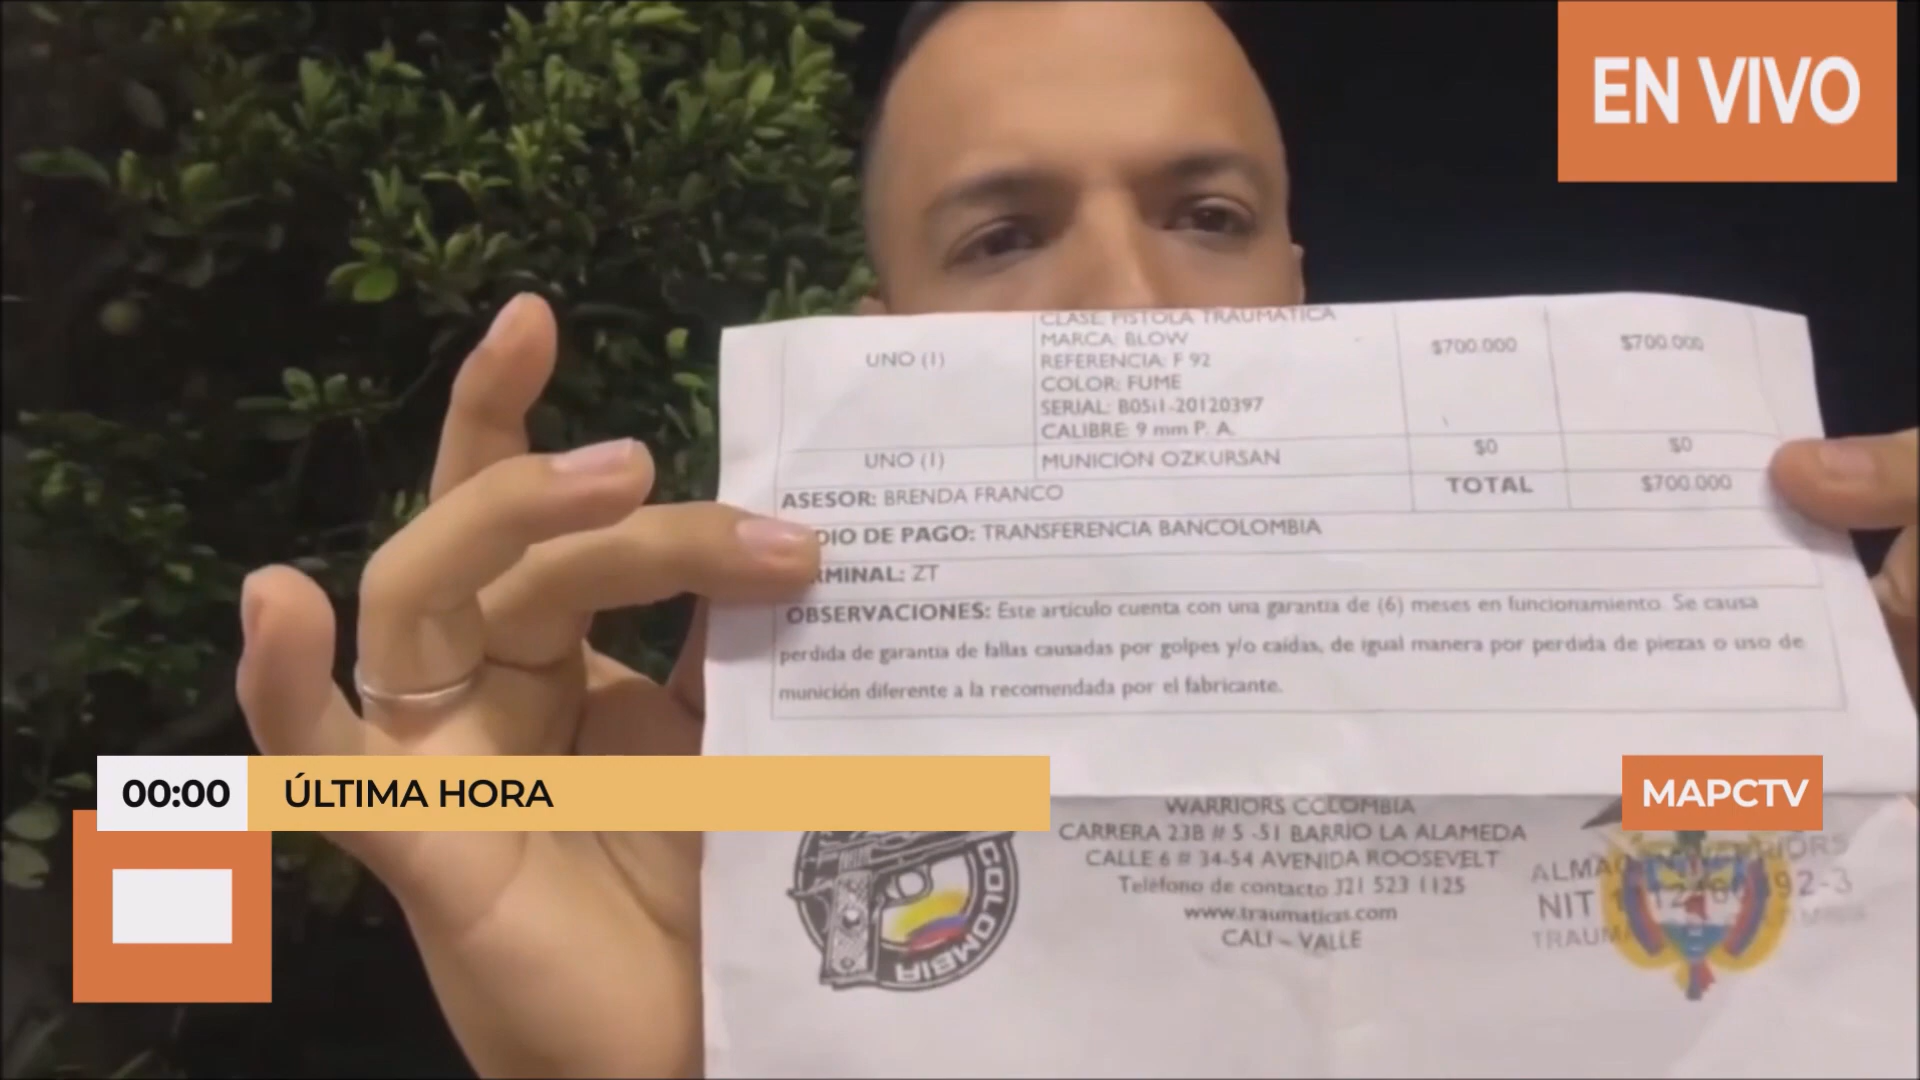 EN VIVO
CLASE: PISTOLA TRAUMATICA
MARCA: BLOW
UNO (1)
REFERENCIA: F 92
$700.000
$700.000
COLOR: FUME
SERIAL: B05i1-20120397
CALIBRE: 9 mm P. A.
UNO (1)
MUNICIÓN OZKURSAN
$0
$0
ASESOR: BRENDA FRANCO
TOTAL
$700.000
DIO DE PAGO: TRANSFERENCIA BANCOLOMBIA
RMINAL: ZT
OBSERVACIONES: Este articulo cuenta con una garantia de (6) meses en funcionamiento. Se causa
perdida de garantia de fallas causadas por golpes y/o caídas, de igual manera por perdida de piezas o uso de
munición diferente a la recomendada por el fabricante.
00:00
ÚLTIMA HORA
MAPCTV
WARRIORS COLOMBIA
CARRERA 23B # 5 -51 BARRIO LA ALAMEDA
CALLE 6 # 34-54 AVENIDA ROOSEVELT
Teléfono de contacto 321 523 1125
www.traumaticas.com
CALI – VALLE
COLOMBIA
NIT